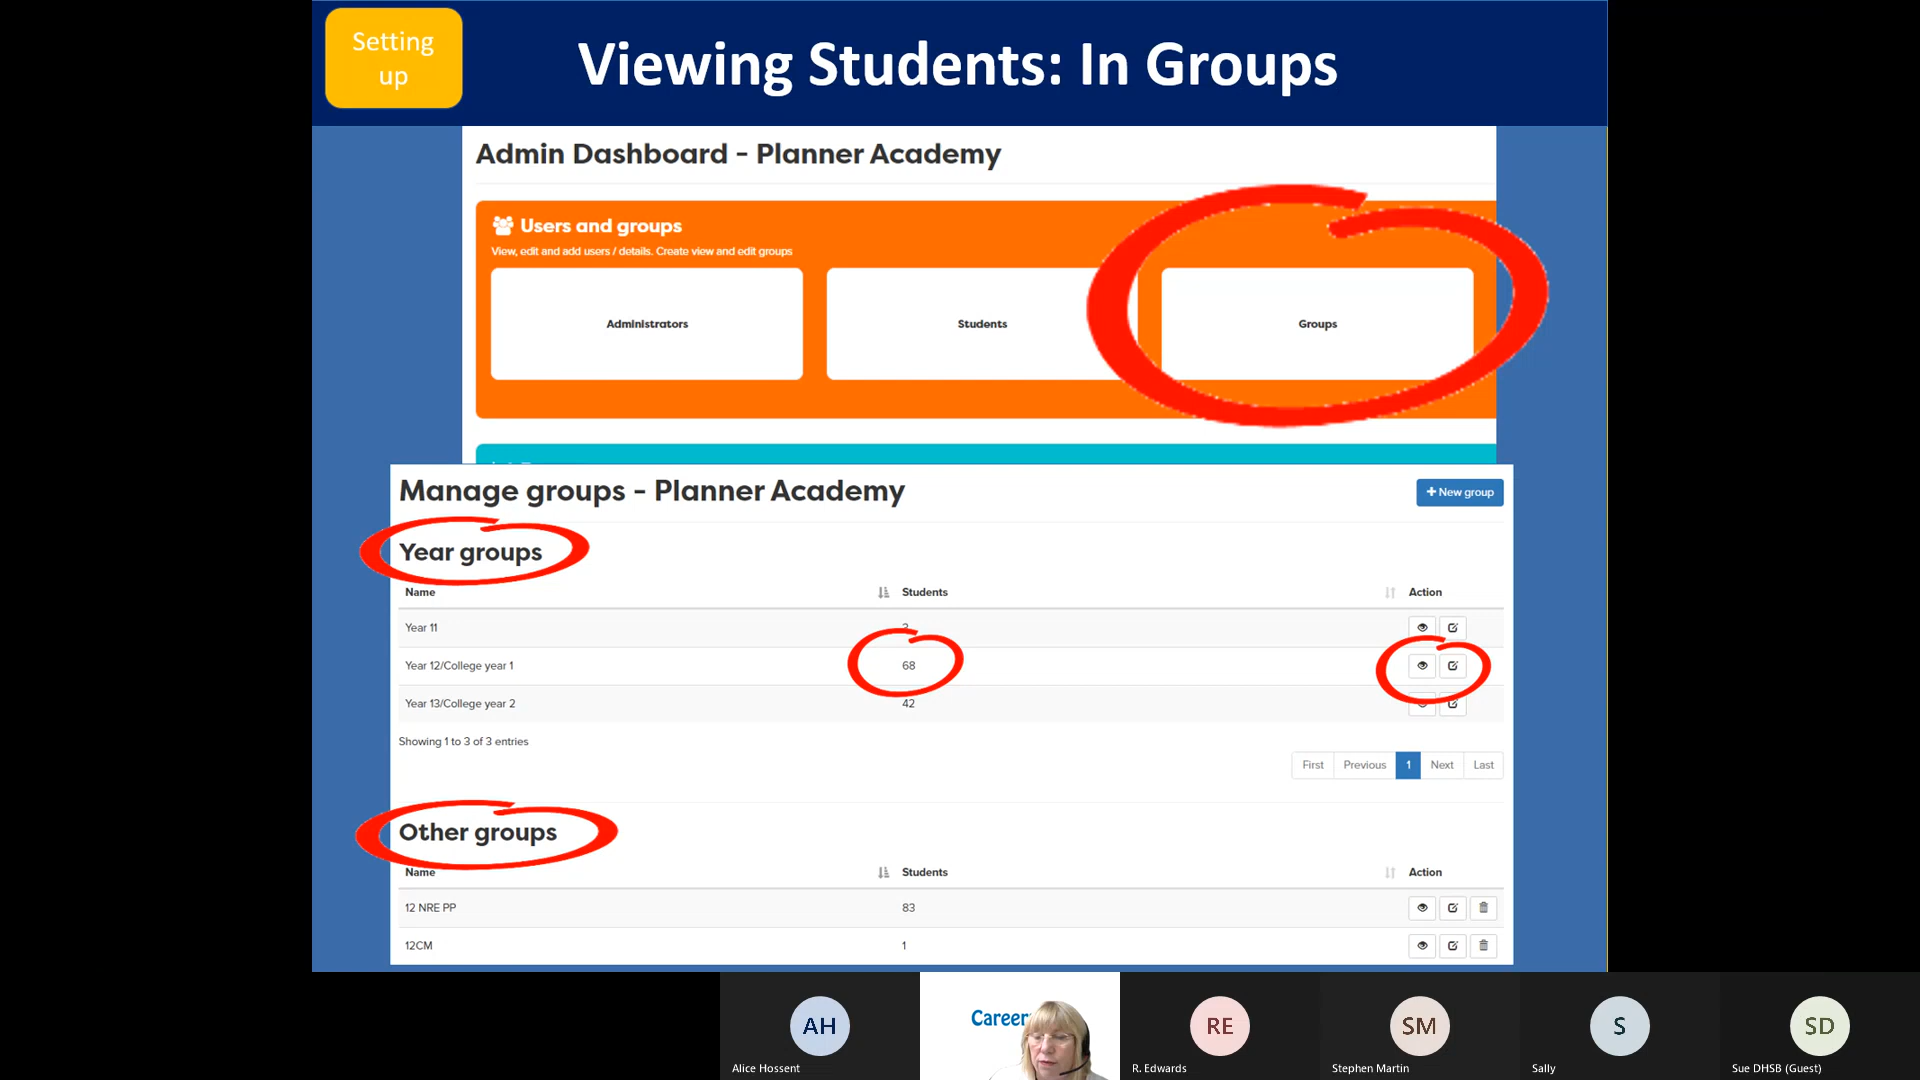 Setting
up
Viewing Students: In Groups
Admin Dashboard - Planner Academy
Users and groups
View, edit and add users / details. Create view and edit groups
Administrators
Students
Groups
Manage groups - Planner Academy
+ New group
Year groups
Name
Students
Action
Year 11
Year 12/College year 1
68
Year 13/College year 2
42
Showing 1 to 3 of 3 entries
First
Previous
1
Next
Last
Other groups
Name
Students
Action
12 NRE PP
83
12CM
1
AH
Alice Hossent
RE
R. Edwards
SM
Stephen Martin
S
Sally
SD
Sue DHSB (Guest)